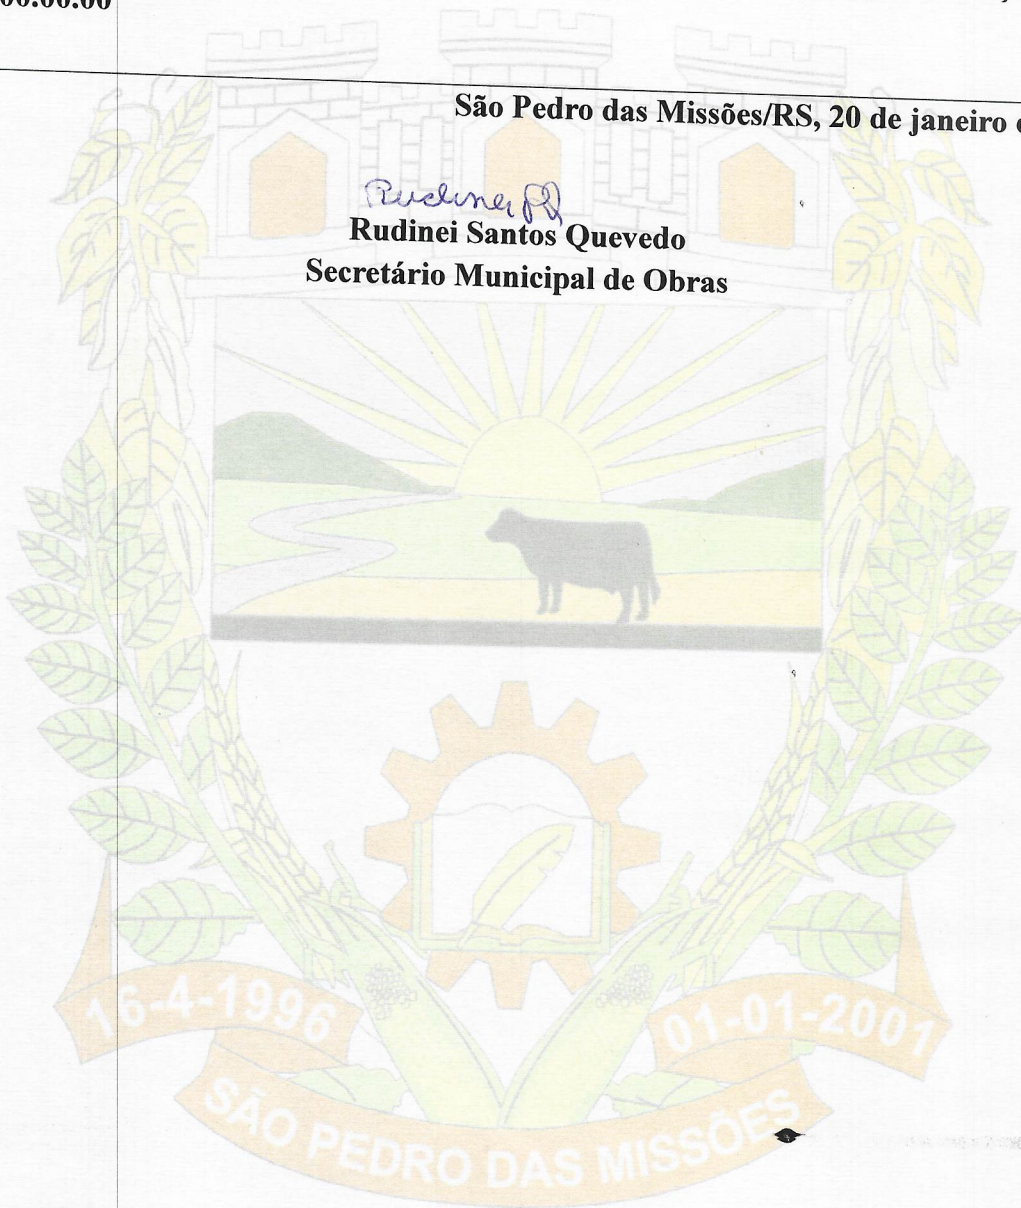 00.00.00
São Pedro das Missões/RS, 20 de janeiro
Rudinei
Rudinei Santos Quevedo
Secretário Municipal de Obras
16-4-1996
01-01-2001
SÃO PEDRO DAS MISSÕES